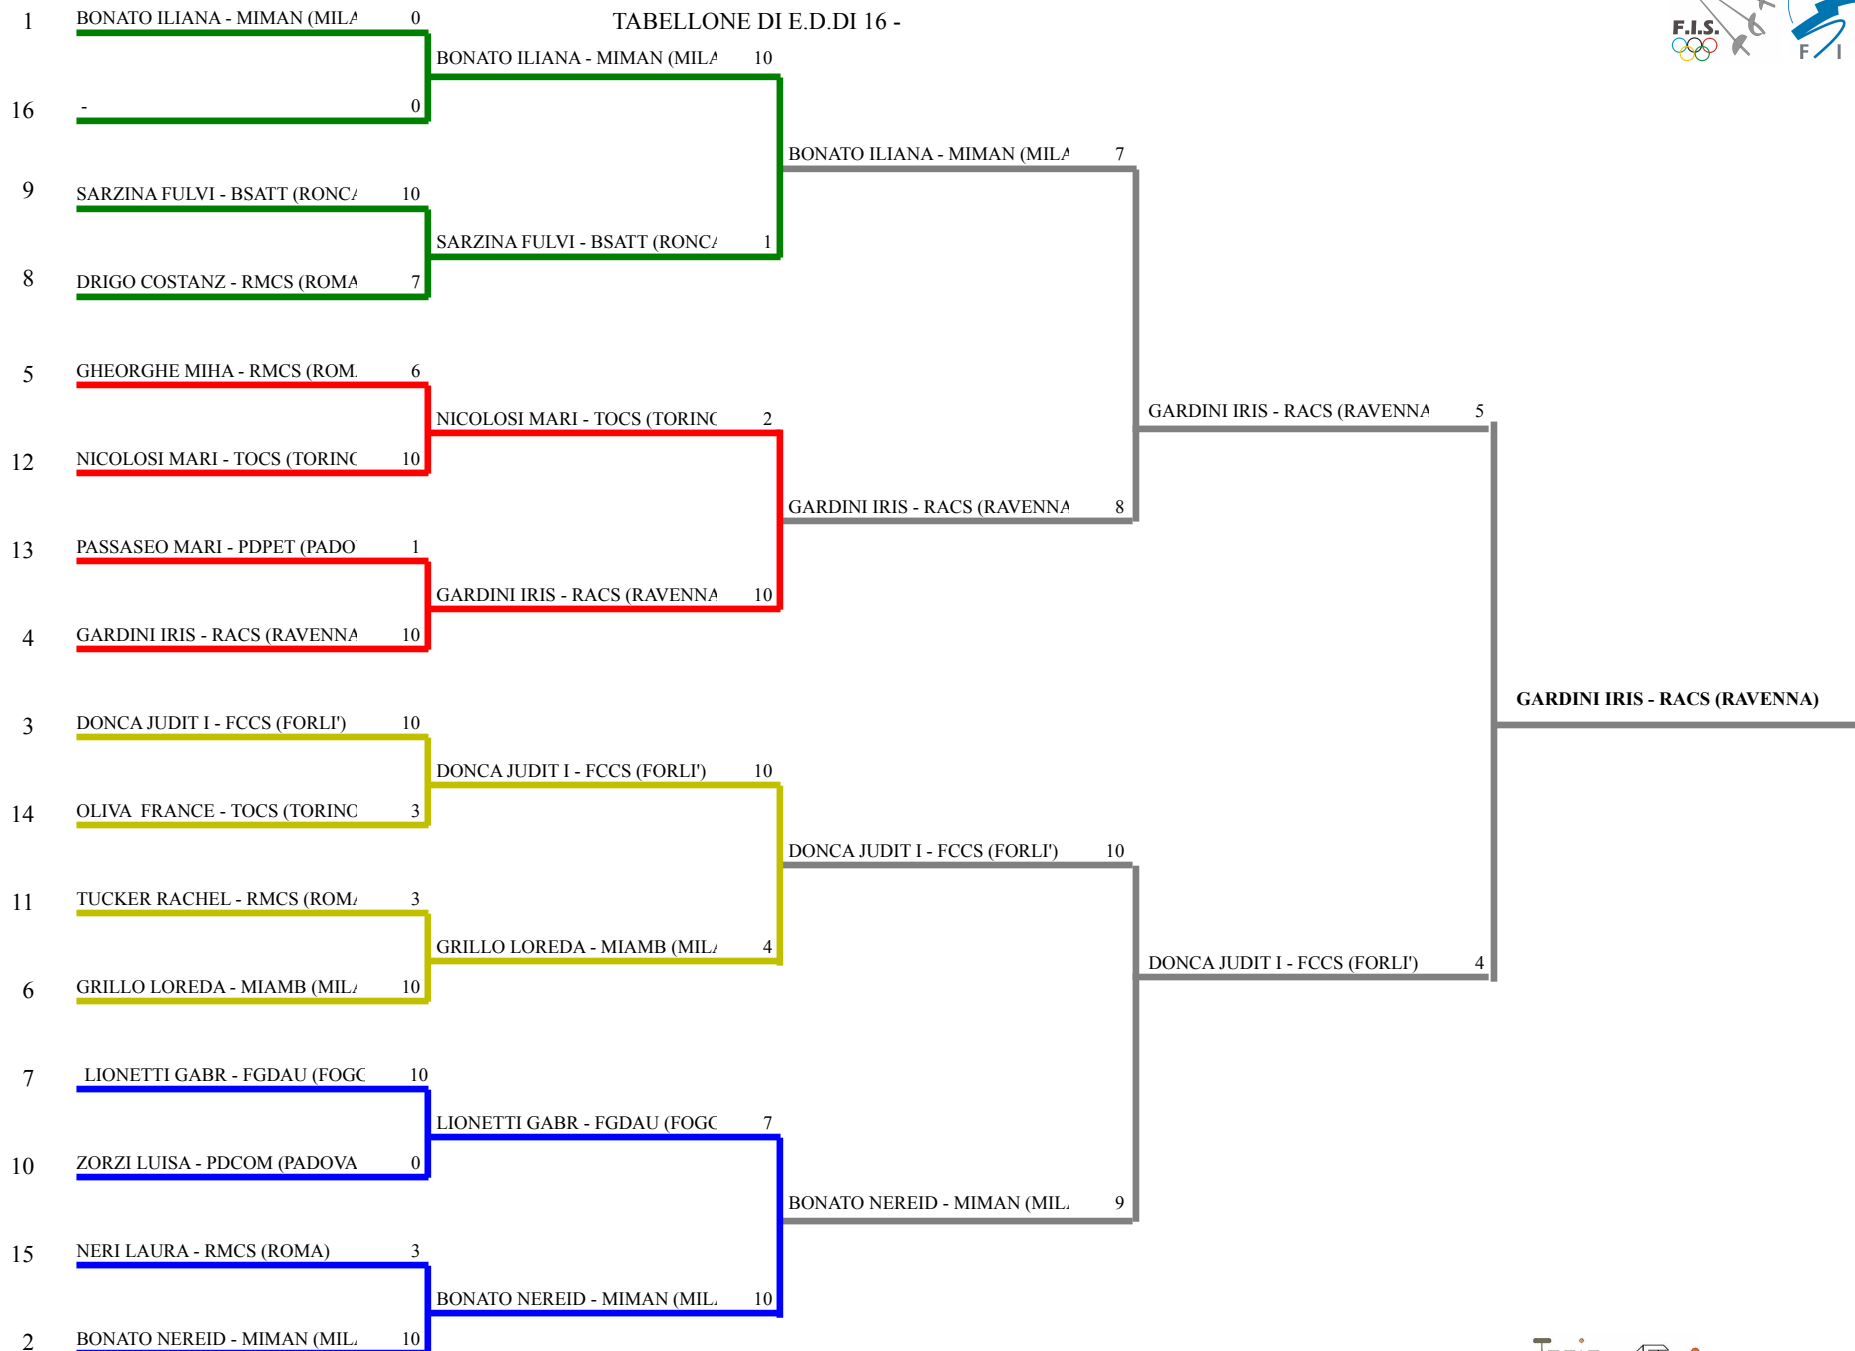 TABELLONE DI E.D.DI 16 -
F.I.S.
F I
1 BONATO ILIANA - MIMAN (MILA 0
BONATO ILIANA - MIMAN (MILA 10
16 - 0
BONATO ILIANA - MIMAN (MILA 7
9 SARZINA FULVI - BSATT (RONCA 10
SARZINA FULVI - BSATT (RONCA 1
8 DRIGO COSTANZ - RMCS (ROMA 7
5 GHEORGHE MIHA - RMCS (ROM. 6
GARDINI IRIS - RACS (RAVENNA 5
NICOLOSI MARI - TOCS (TORINO 2
12 NICOLOSI MARI - TOCS (TORINO 10
GARDINI IRIS - RACS (RAVENNA 8
13 PASSASEO MARI - PDPET (PADO 1
GARDINI IRIS - RACS (RAVENNA 10
4 GARDINI IRIS - RACS (RAVENNA 10
GARDINI IRIS - RACS (RAVENNA)
3 DONCA JUDIT I - FCCS (FORLI') 10
DONCA JUDIT I - FCCS (FORLI') 10
14 OLIVA FRANCE - TOCS (TORINO 3
DONCA JUDIT I - FCCS (FORLI') 10
11 TUCKER RACHEL - RMCS (ROMA 3
GRILLO LOREDA - MIAMB (MILA 4
DONCA JUDIT I - FCCS (FORLI') 4
6 GRILLO LOREDA - MIAMB (MILA 10
7 LIONETTI GABR - FGDAU (FOGG 10
LIONETTI GABR - FGDAU (FOGG 7
10 ZORZI LUISA - PDCOM (PADOVA 0
BONATO NEREID - MIMAN (MIL. 9
15 NERI LAURA - RMCS (ROMA) 3
BONATO NEREID - MIMAN (MIL. 10
2 BONATO NEREID - MIMAN (MIL. 10